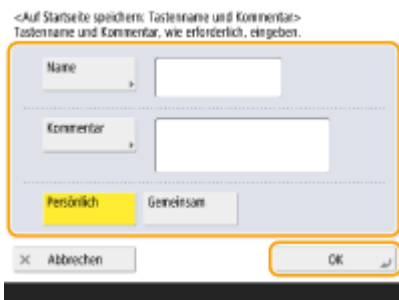 <Auf Startseite speichern: Tastenname und Kommentar>
Tastenname und Kommentar, wie erforderlich, eingeben.
Name
Kommentar
Persönlich Gemeinsam
× Abbrechen OK